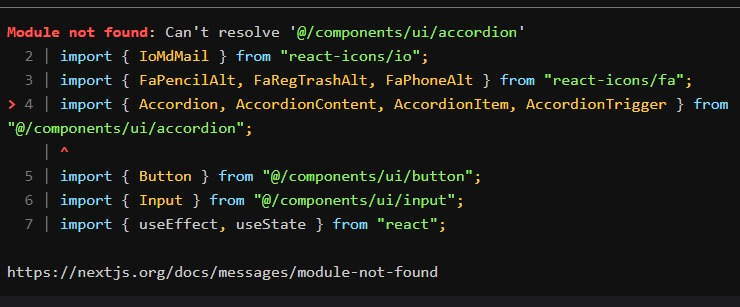 Module not found: Can't resolve '@/components/ui/accordion'
2 | import { IoMdMail } from "react-icons/io";
3 | import { FaPencilAlt, FaRegTrashAlt, FaPhoneAlt } from "react-icons/fa";
> 4 | import { Accordion, AccordionContent, AccordionItem, AccordionTrigger } from
"@/components/ui/accordion";
| ^
5 | import { Button } from "@/components/ui/button";
6 | import { Input } from "@/components/ui/input";
7 | import { useEffect, useState } from "react";
https://nextjs.org/docs/messages/module-not-found